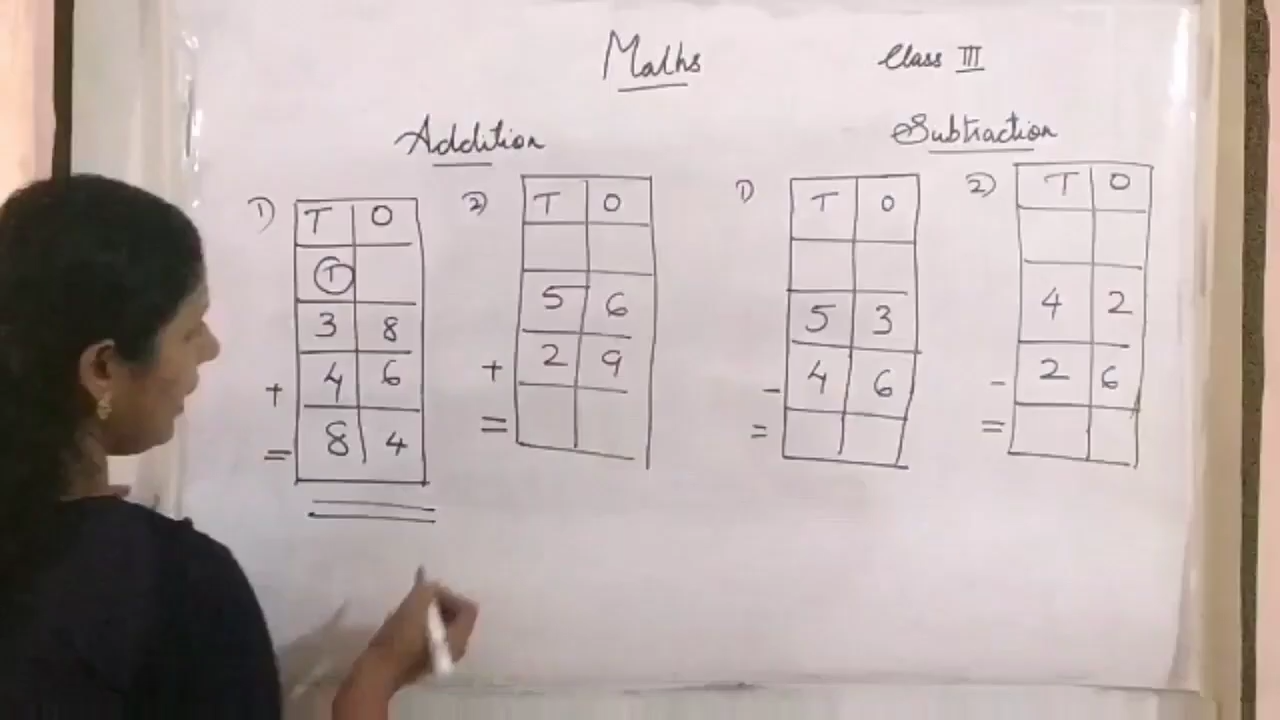 Maths
Class III
Addition
Subtraction
1)
T O
1
3 8
+ 4 6
= 8 4
2)
T O
5 6
+ 2 9
=
1)
T O
5 3
- 4 6
=
2)
T O
4 2
- 2 6
=